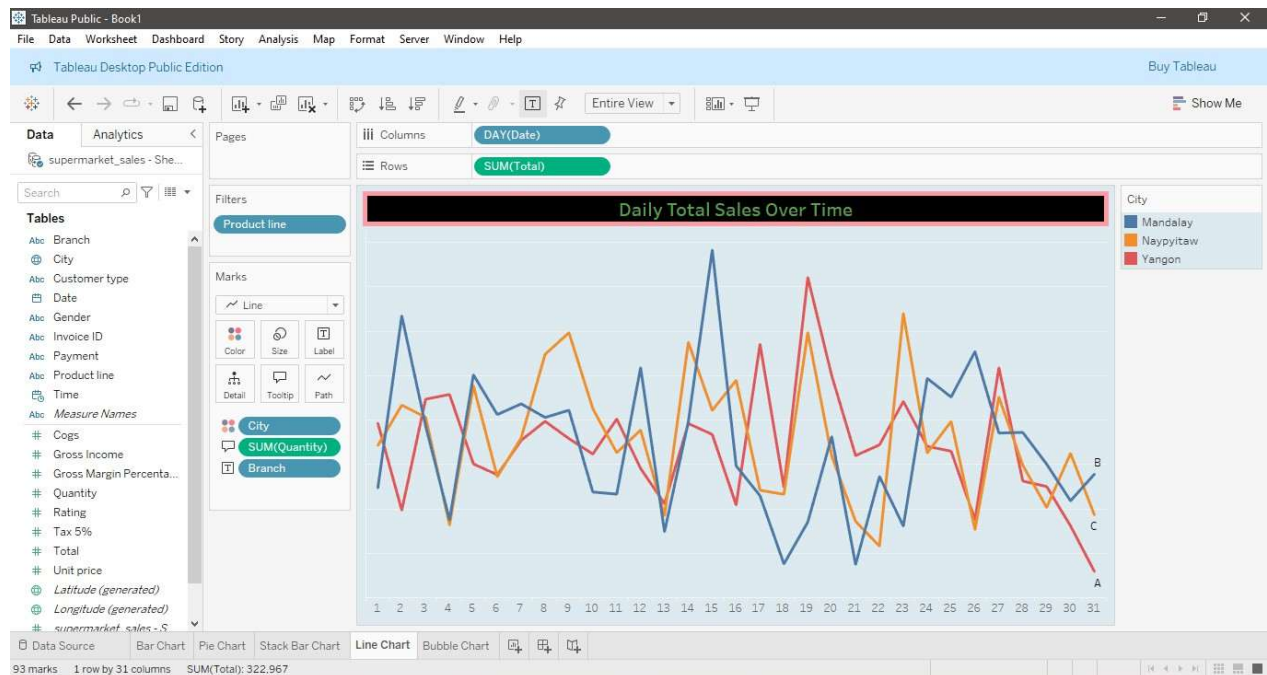 Tableau Public - Book1
File Data Worksheet Dashboard Story Analysis Map Format Server Window Help
Tableau Desktop Public Edition
Buy Tableau
Entire View
Show Me
Data
Analytics
supermarket_sales - She...
Search
Tables
Abc Branch
City
Abc Customer type
Date
Abc Gender
Abc Invoice ID
Abc Payment
Abc Product line
Time
Abc Measure Names
# Cogs
# Gross Income
# Gross Margin Percenta...
# Quantity
# Rating
# Tax 5%
# Total
# Unit price
Latitude (generated)
Longitude (generated)
# supermarket_sales - S
Pages
Filters
Product line
Marks
Line
Color Size Label
Detail Tooltip Path
City
SUM(Quantity)
Branch
Columns DAY(Date)
Rows SUM(Total)
Daily Total Sales Over Time
B
C
A
1 2 3 4 5 6 7 8 9 10 11 12 13 14 15 16 17 18 19 20 21 22 23 24 25 26 27 28 29 30 31
City
Mandalay
Naypyitaw
Yangon
Data Source Bar Chart Pie Chart Stack Bar Chart Line Chart Bubble Chart
93 marks 1 row by 31 columns SUM(Total): 322,967